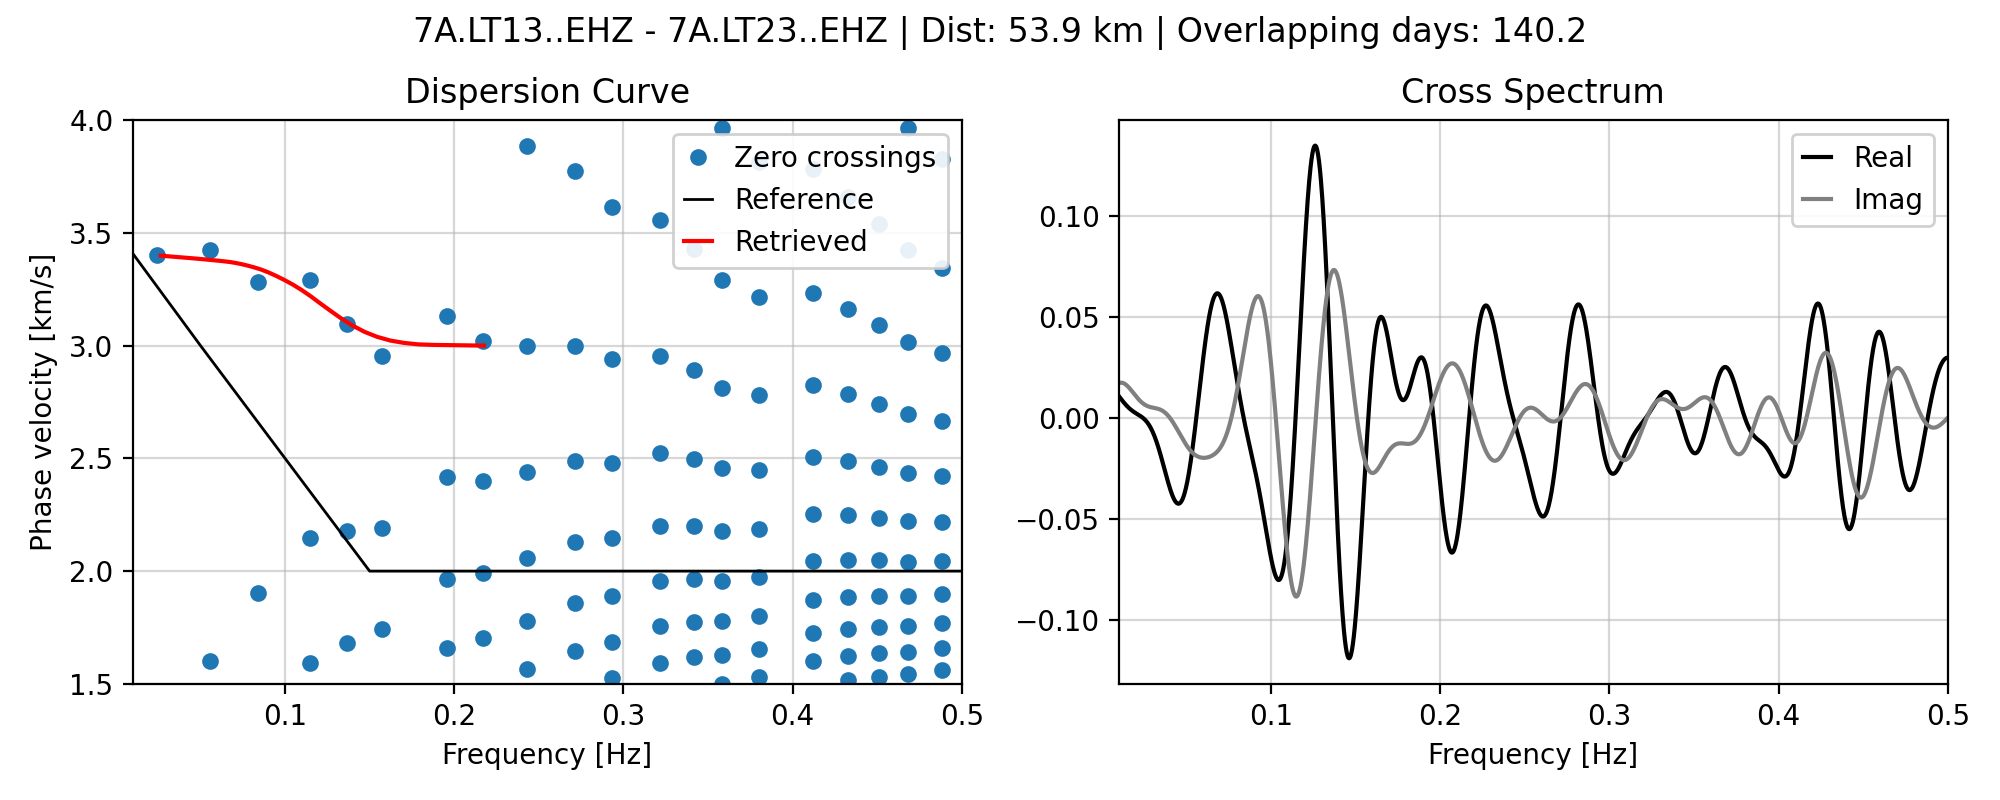 7A.LT13..EHZ - 7A.LT23..EHZ | Dist: 53.9 km | Overlapping days: 140.2
Dispersion Curve
4.0
3.5
3.0
2.5
2.0
1.5
Phase velocity [km/s]
0.1
0.2
0.3
0.4
0.5
Frequency [Hz]
Zero crossings
Reference
Retrieved
Cross Spectrum
0.10
0.05
0.00
−0.05
−0.10
0.1
0.2
0.3
0.4
0.5
Frequency [Hz]
Real
Imag